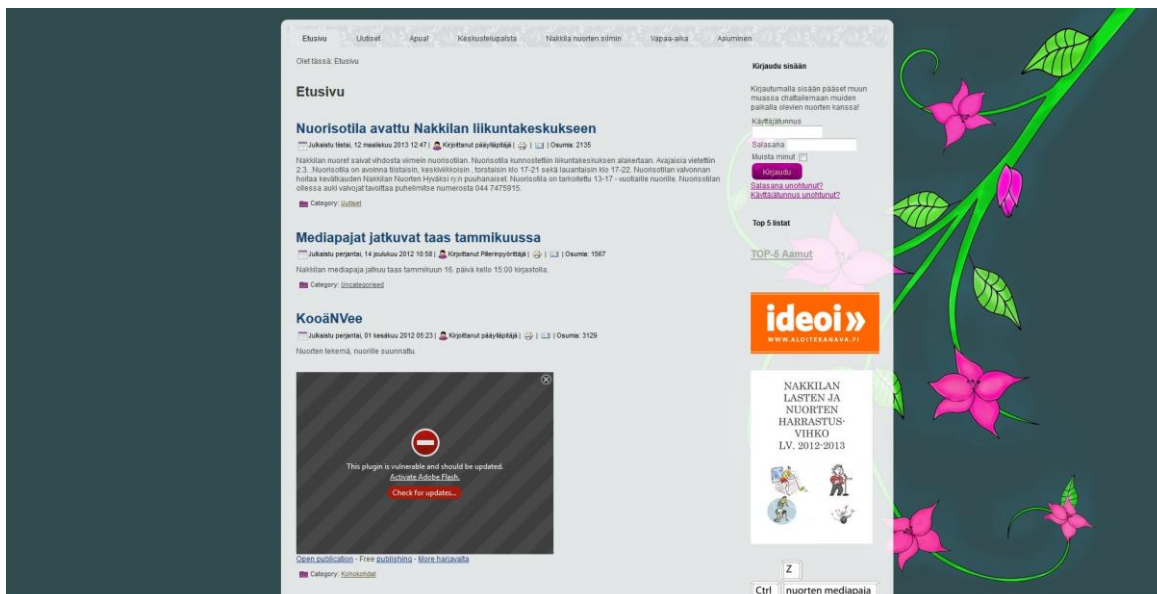 Etusivu Uutiset Apua! Keskustelupalsta Nakkila nuorten silmin Vapaa-aika Asuminen
Olet tässä: Etusivu
Etusivu
Nuorisotila avattu Nakkilan liikuntakeskukseen
Julkaistu tiistai, 12 maaliskuu 2013 12:47 | Kirjoittanut pääylläpitäjä | | | Osumia: 2135
Nakkilan nuoret saivat vihdosta viimein nuorisotilan. Nuorisotila kunnostettiin liikuntakeskuksen alakertaan. Avajaisia vietettiin
2.3. .Nuorisotila on avoinna tiistaisin, keskiviikkoisin , torstaisin klo 17-21 sekä lauantaisin klo 17-22. Nuorisotilan valvonnan
hoitaa kevätkauden Nakkilan Nuorten Hyväksi ry:n puuhanaiset. Nuorisotila on tarkoitettu 13-17 - vuotiaille nuorille. Nuorisotilan
ollessa auki valvojat tavoittaa puhelimitse numerosta 044 7475915.
Category: Uutiset
Mediapajat jatkuvat taas tammikuussa
Julkaistu perjantai, 14 joulukuu 2012 10:58 | Kirjoittanut Pillerinpyörittäjä | | | Osumia: 1567
Nakkilan mediapaja jatkuu taas tammikuun 16. päivä kello 15:00 kirjastolla.
Category: Uncategorised
KooäNVee
Julkaistu perjantai, 01 kesäkuu 2012 05:23 | Kirjoittanut pääylläpitäjä | | | Osumia: 3129
Nuorten tekemä, nuorille suunnattu.
This plugin is vulnerable and should be updated.
Activate Adobe Flash.
Check for updates...
Open publication - Free publishing - More harjavalta
Category: Kohokohdat
Kirjaudu sisään
Kirjautumalla sisään pääset muun
muassa chattailemaan muiden
paikalla olevien nuorten kanssa!
Käyttäjätunnus
Salasana
Muista minut
Kirjaudu
Salasana unohtunut?
Käyttäjätunnus unohtunut?
Top 5 listat
TOP-5 Aamut
ideoi»
WWW.ALOITEKANAVA.FI
NAKKILAN
LASTEN JA
NUORTEN
HARRASTUS-
VIHKO
LV. 2012-2013
Z
Ctrl nuorten mediapaja